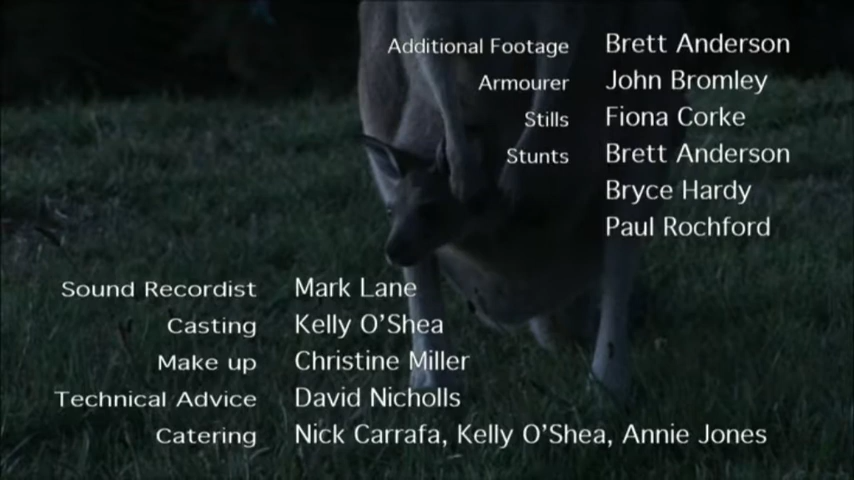 Additional Footage Brett Anderson
Armourer John Bromley
Stills Fiona Corke
Stunts Brett Anderson
Bryce Hardy
Paul Rochford
Sound Recordist Mark Lane
Casting Kelly O'Shea
Make up Christine Miller
Technical Advice David Nicholls
Catering Nick Carrafa, Kelly O'Shea, Annie Jones